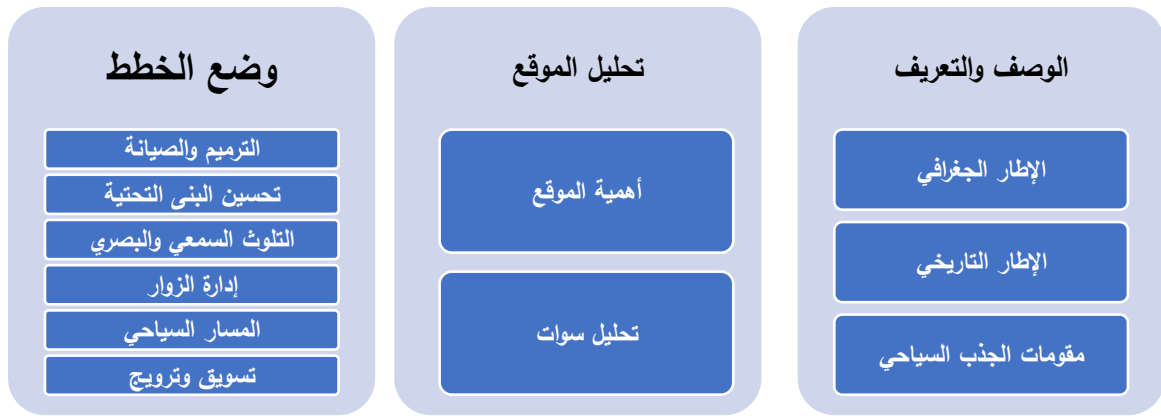 الوصف والتعريف
الإطار الجغرافي
الإطار التاريخي
مقومات الجذب السياحي
تحليل الموقع
أهمية الموقع
تحليل سوات
وضع الخطط
الترميم والصيانة
تحسين البنى التحتية
التلوث السمعي والبصري
إدارة الزوار
المسار السياحي
تسويق وترويج